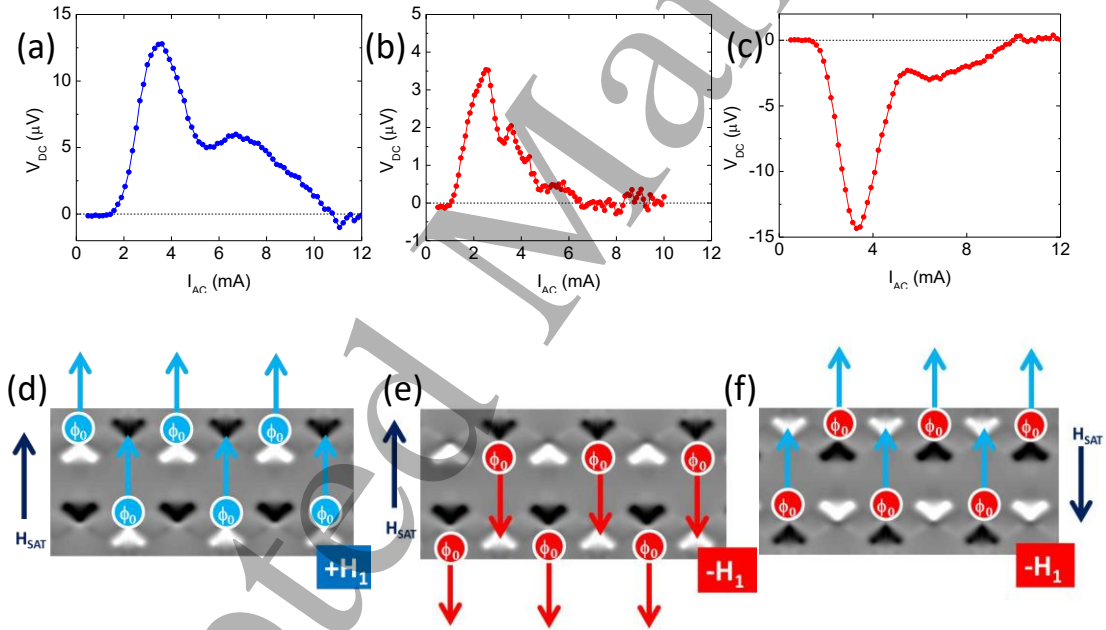 (a)
15
10
5
0
V_DC (μV)
0 2 4 6 8 10 12
I_AC (mA)
(b)
5
4
3
2
1
0
-1
V_DC (μV)
0 2 4 6 8 10 12
I_AC (mA)
(c)
0
-5
-10
-15
V_DC (μV)
0 4 8 12
I_AC (mA)
(d)
H_SAT
ϕ₀ ϕ₀ ϕ₀
ϕ₀ ϕ₀ ϕ₀
+H₁
(e)
H_SAT
ϕ₀ ϕ₀ ϕ₀
ϕ₀ ϕ₀ ϕ₀
-H₁
(f)
H_SAT
ϕ₀ ϕ₀ ϕ₀
ϕ₀ ϕ₀ ϕ₀
-H₁